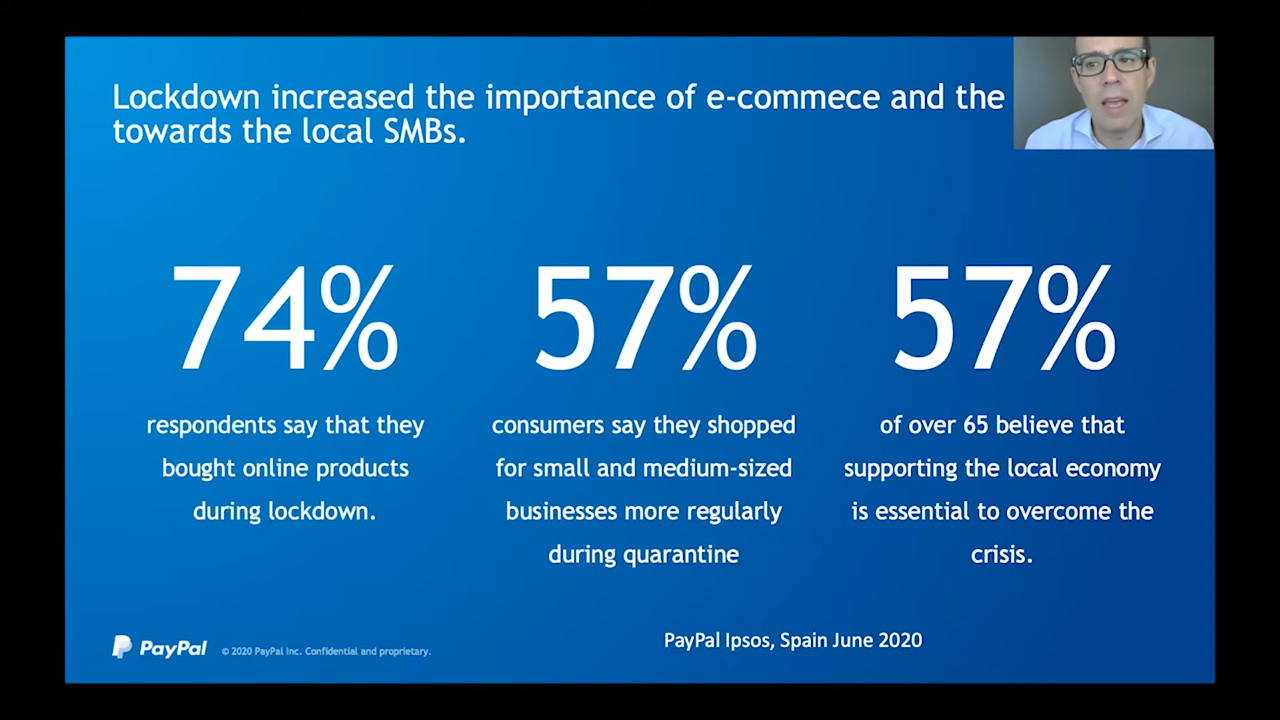 Lockdown increased the importance of e-commece and the
towards the local SMBs.
74%
respondents say that they
bought online products
during lockdown.
57%
consumers say they shopped
for small and medium-sized
businesses more regularly
during quarantine
57%
of over 65 believe that
supporting the local economy
is essential to overcome the
crisis.
PayPal
© 2020 PayPal Inc. Confidential and proprietary.
PayPal Ipsos, Spain June 2020